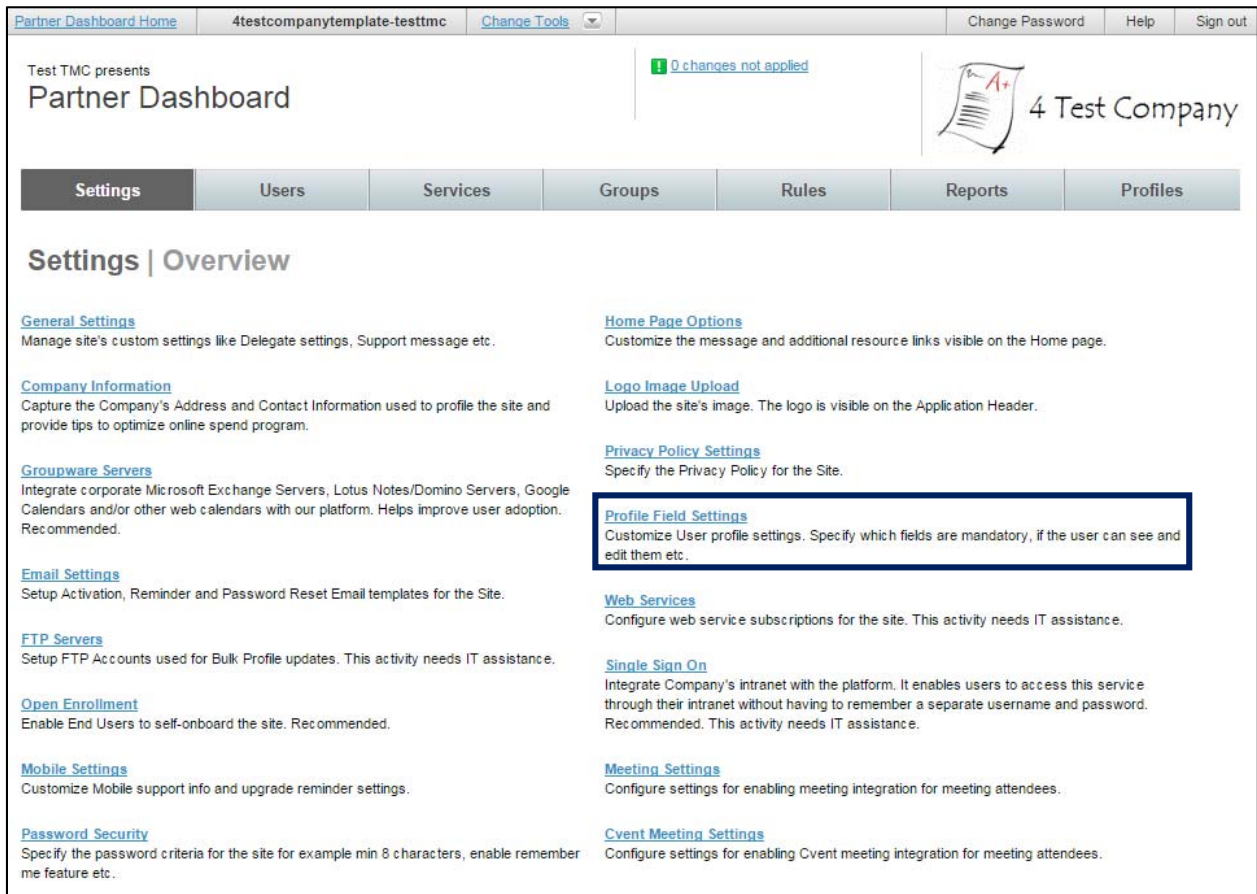 Partner Dashboard Home 4testcompanytemplate-testtmc Change Tools Change Password Help Sign out
Test TMC presents
Partner Dashboard
! 0 changes not applied
A+
4 Test Company
Settings Users Services Groups Rules Reports Profiles
Settings | Overview
General Settings
Manage site's custom settings like Delegate settings, Support message etc.
Company Information
Capture the Company's Address and Contact Information used to profile the site and
provide tips to optimize online spend program.
Groupware Servers
Integrate corporate Microsoft Exchange Servers, Lotus Notes/Domino Servers, Google
Calendars and/or other web calendars with our platform. Helps improve user adoption.
Recommended.
Email Settings
Setup Activation, Reminder and Password Reset Email templates for the Site.
FTP Servers
Setup FTP Accounts used for Bulk Profile updates. This activity needs IT assistance.
Open Enrollment
Enable End Users to self-onboard the site. Recommended.
Mobile Settings
Customize Mobile support info and upgrade reminder settings.
Password Security
Specify the password criteria for the site for example min 8 characters, enable remember
me feature etc.
Home Page Options
Customize the message and additional resource links visible on the Home page.
Logo Image Upload
Upload the site's image. The logo is visible on the Application Header.
Privacy Policy Settings
Specify the Privacy Policy for the Site.
Profile Field Settings
Customize User profile settings. Specify which fields are mandatory, if the user can see and
edit them etc.
Web Services
Configure web service subscriptions for the site. This activity needs IT assistance.
Single Sign On
Integrate Company's intranet with the platform. It enables users to access this service
through their intranet without having to remember a separate username and password.
Recommended. This activity needs IT assistance.
Meeting Settings
Configure settings for enabling meeting integration for meeting attendees.
Cvent Meeting Settings
Configure settings for enabling Cvent meeting integration for meeting attendees.